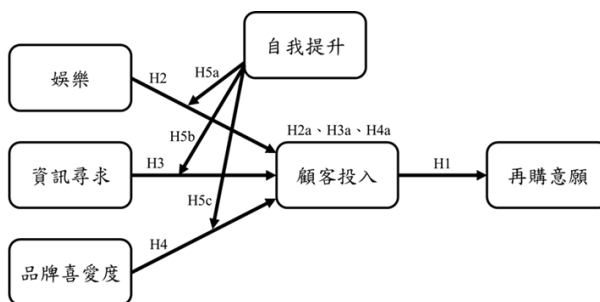 自我提升
娛樂
H2
H5a
H5b
H2a、H3a、H4a
資訊尋求
H3
顧客投入
H1
再購意願
H5c
H4
品牌喜愛度